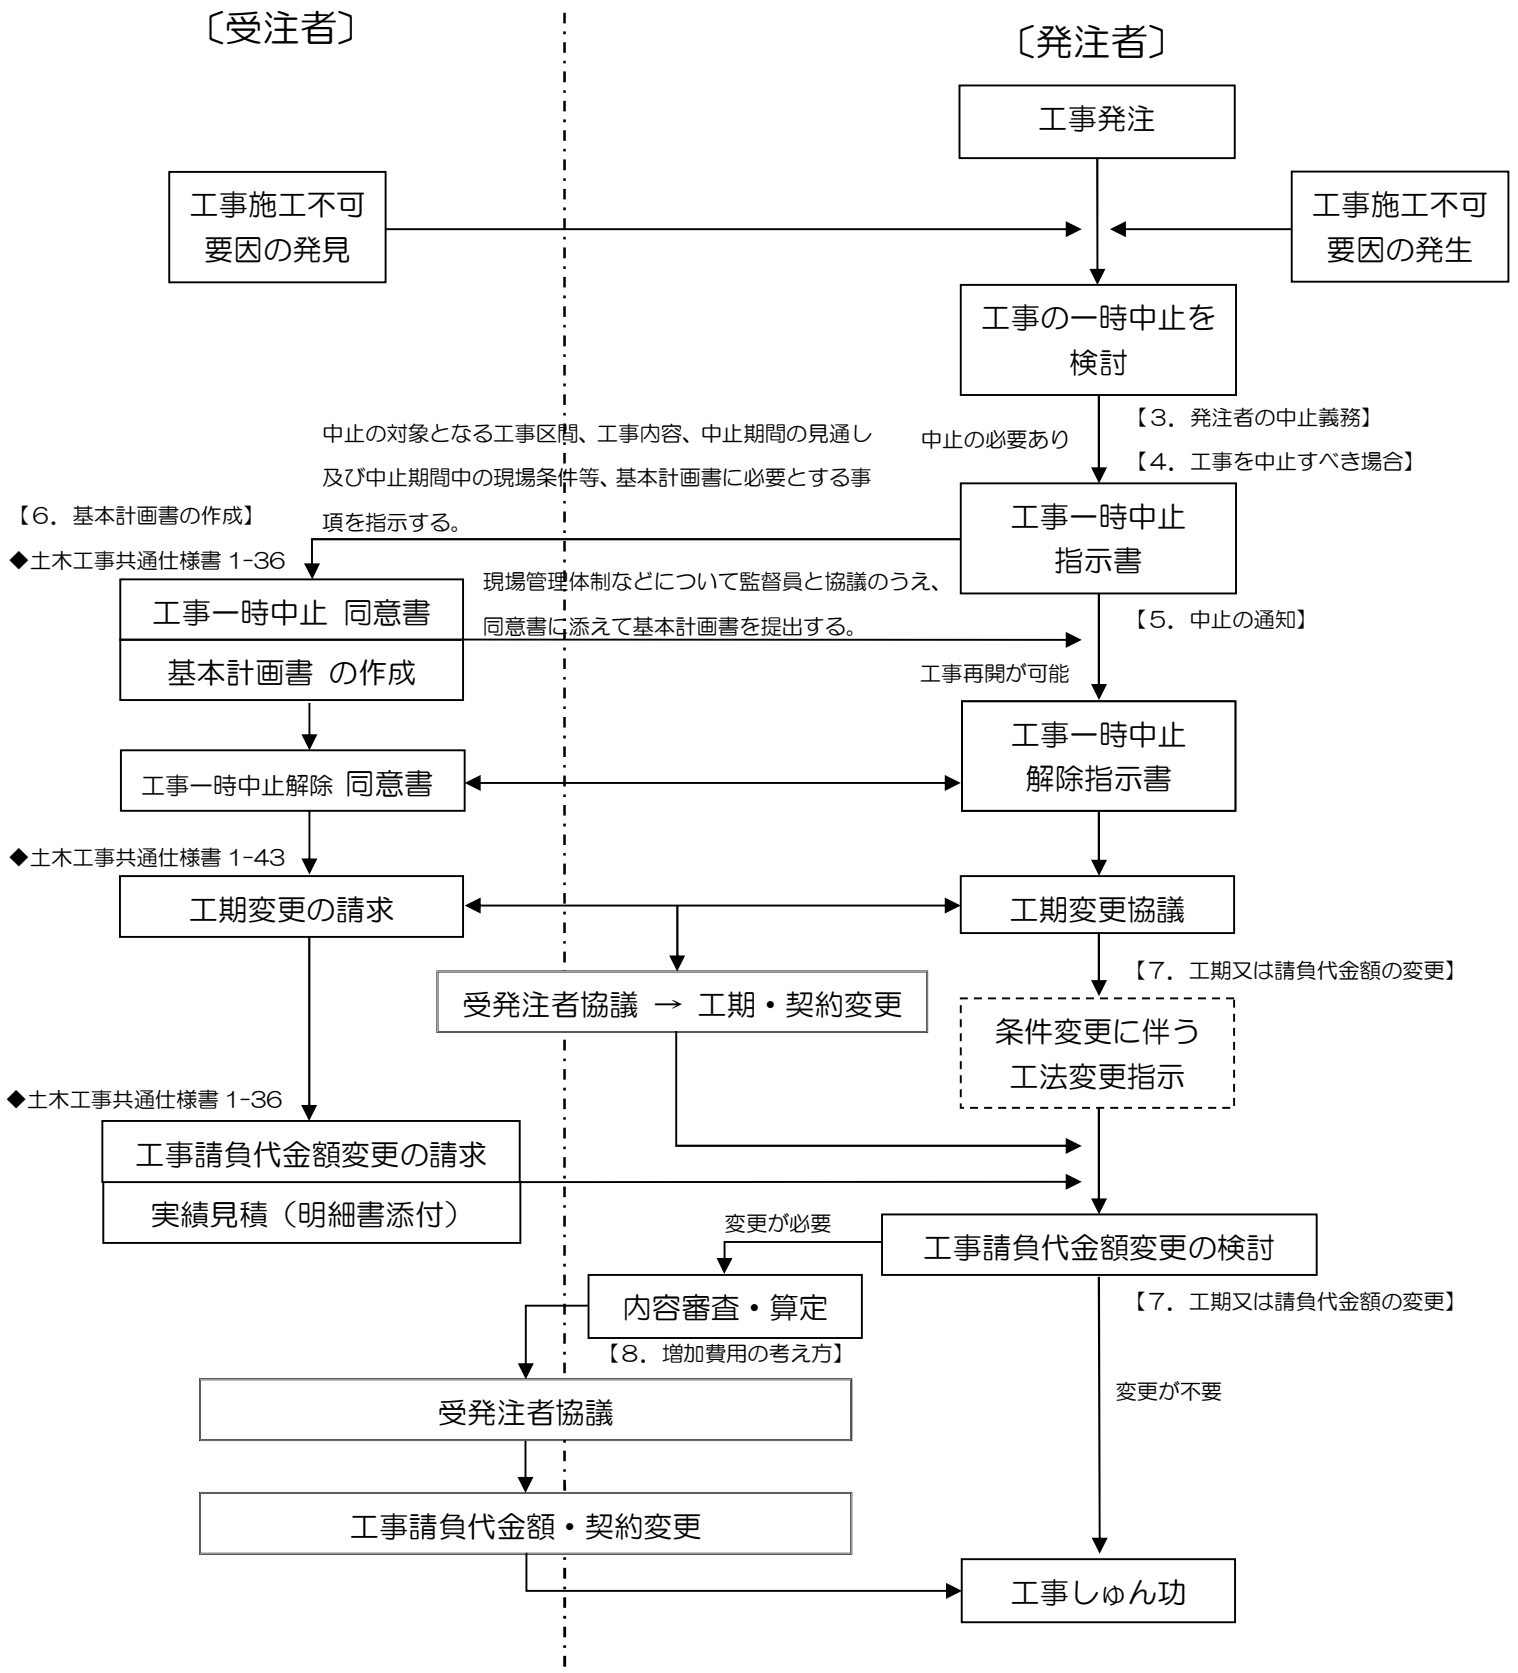 〔受注者〕
〔発注者〕
工事発注
工事施工不可
要因の発見
工事施工不可
要因の発生
工事の一時中止を
検討
【３．発注者の中止義務】
中止の必要あり
【４．工事を中止すべき場合】
中止の対象となる工事区間、工事内容、中止期間の見通し
及び中止期間中の現場条件等、基本計画書に必要とする事
項を指示する。
【６．基本計画書の作成】
◆土木工事共通仕様書 1-36
工事一時中止
指示書
工事一時中止 同意書
基本計画書 の作成
現場管理体制などについて監督員と協議のうえ、
同意書に添えて基本計画書を提出する。
【５．中止の通知】
工事再開が可能
工事一時中止
解除指示書
工事一時中止解除 同意書
◆土木工事共通仕様書 1-43
工期変更の請求
工期変更協議
【７．工期又は請負代金額の変更】
受発注者協議 → 工期・契約変更
条件変更に伴う
工法変更指示
◆土木工事共通仕様書 1-36
工事請負代金額変更の請求
実績見積（明細書添付）
変更が必要
工事請負代金額変更の検討
【７．工期又は請負代金額の変更】
内容審査・算定
【８．増加費用の考え方】
変更が不要
受発注者協議
工事請負代金額・契約変更
工事しゅん功